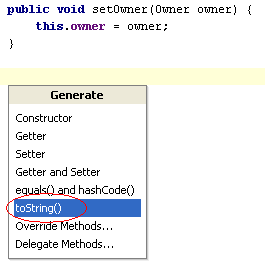 public void setOwner(Owner owner) {
    this.owner = owner;
}
Generate
Constructor
Getter
Setter
Getter and Setter
equals() and hashCode()
toString()
Override Methods...
Delegate Methods...